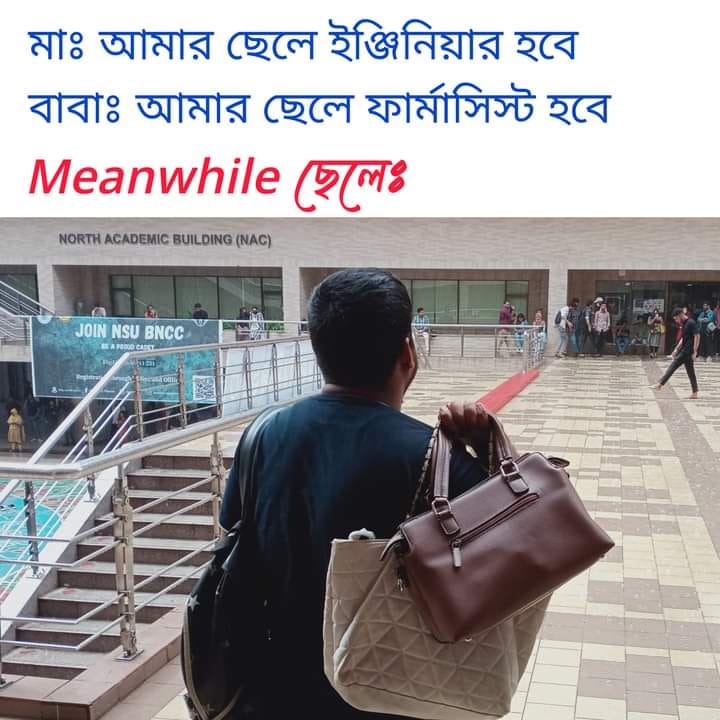 মাঃ আমার ছেলে ইঞ্জিনিয়ার হবে
বাবাঃ আমার ছেলে ফার্মাসিস্ট হবে
Meanwhile ছেলেঃ
NORTH ACADEMIC BUILDING (NAC)
JOIN NSU BNCC
BE A PROUD CADET